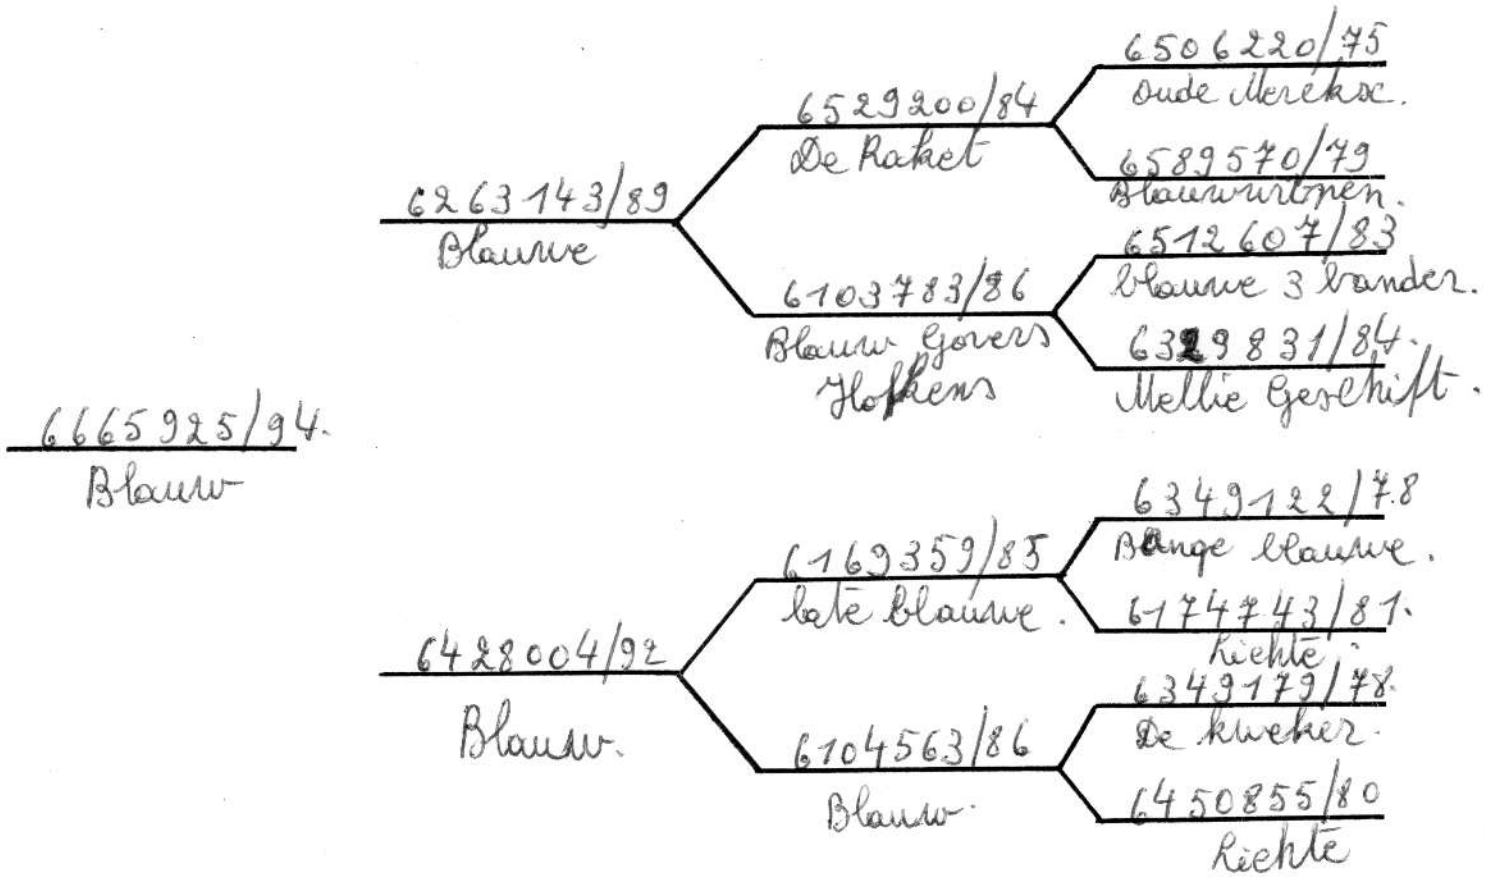 6506220/75
Oude Merckx.
6529200/84
De Raket
6589570/79
6263143/89
Blauwe
6512607/83
blauwe 3 bander.
6103783/86
Blauw Govers
Hofkens
6329831/84.
Mellie Geschift.
6665925/94.
Blauw
6349122/78
Bange blauwe.
6169359/85
late blauwe.
6174743/81.
Lichte.
6428004/92
Blauw.
6349179/78.
De kweker.
6104563/86
Blauw.
6450855/80
Lichte